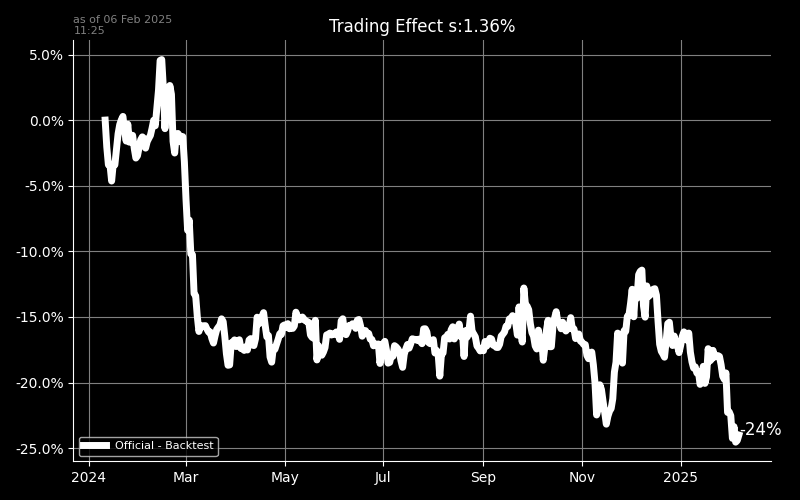 as of 06 Feb 2025
11:25
Trading Effect s:1.36%
5.0%
0.0%
-5.0%
-10.0%
-15.0%
-20.0%
-25.0%
-24%
Official - Backtest
2024 Mar May Jul Sep Nov 2025